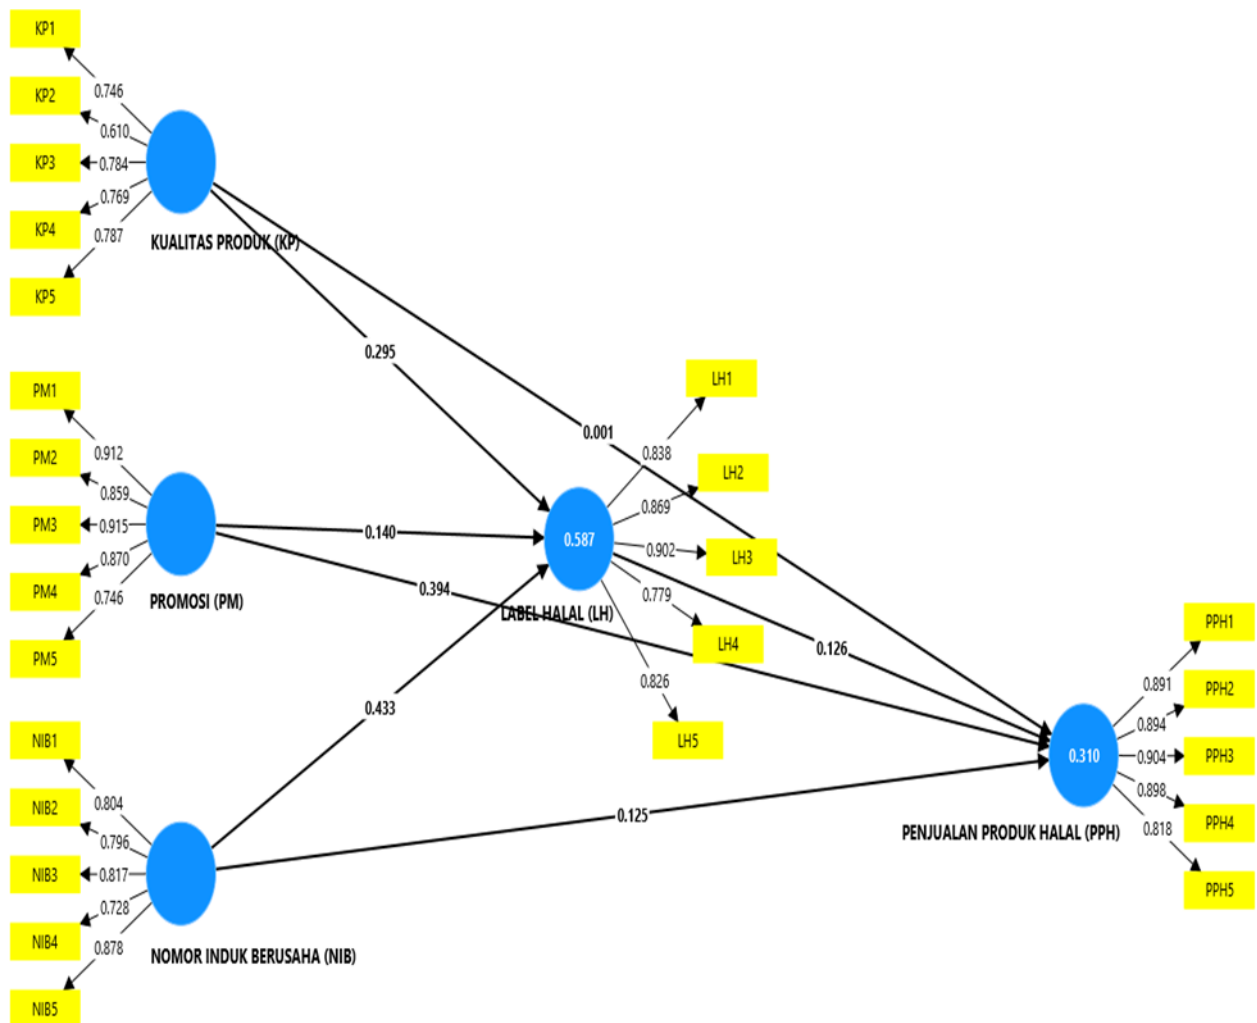 KP1
0.746
KP2
0.610
KP3
0.784
0.769
KP4
0.787
KUALITAS PRODUK (KP)
KP5
0.295
PM1
0.912
PM2
0.859
PM3
0.915
0.870
PM4
0.746
PROMOSI (PM)
PM5
0.140
0.394
0.001
LH1
0.838
LH2
0.869
0.587
0.902
LH3
0.779
LABEL HALAL (LH)
LH4
0.826
LH5
0.126
0.433
NIB1
0.804
NIB2
0.796
NIB3
0.817
0.728
NIB4
0.878
NOMOR INDUK BERUSAHA (NIB)
NIB5
0.125
PPH1
0.891
PPH2
0.894
0.310
0.904
PPH3
0.898
PPH4
0.818
PENJUALAN PRODUK HALAL (PPH)
PPH5